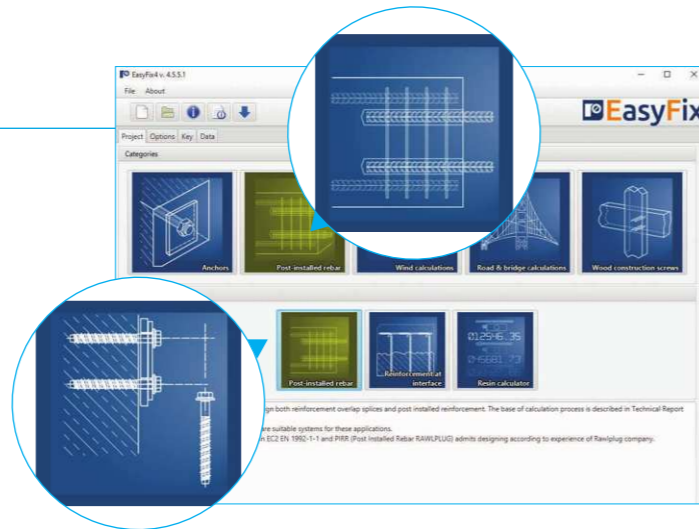 EasyFix4 v. 4.5.5.1
File About
EasyFix
Project Options Key Data
Categories
Anchors
Post-installed rebar
Wind calculations
Road & bridge calculations
Wood construction screws
Post-installed rebar
Reinforcement at
interface
012946.35
Resin calculator
gn both reinforcement overlap splices and post installed reinforcement. The base of calculation process is described in Technical Report
are suitable systems for these applications.
n EC2 EN 1992-1-1 and PIRR (Post Installed Rebar RAWLPLUG) admits designing according to experience of Rawlplug company.